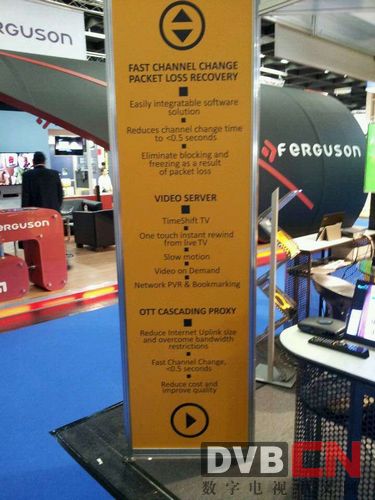 FERGUSON
FAST CHANNEL CHANGE
PACKET LOSS RECOVERY
Easily integratable software
solution
Reduces channel change time
to <0.5 seconds
Eliminate blocking and
freezing as a result
of packet loss
VIDEO SERVER
TimeShift TV
One touch instant rewind
from live TV
Slow motion
Video on Demand
Network PVR & Bookmarking
OTT CASCADING PROXY
Reduce Internet Uplink size
and overcome bandwidth
restrictions
Fast Channel Change,
<0.5 seconds
Reduce cost and
improve quality
FERGUSON
FERGUSON
DVBCN
数字电视